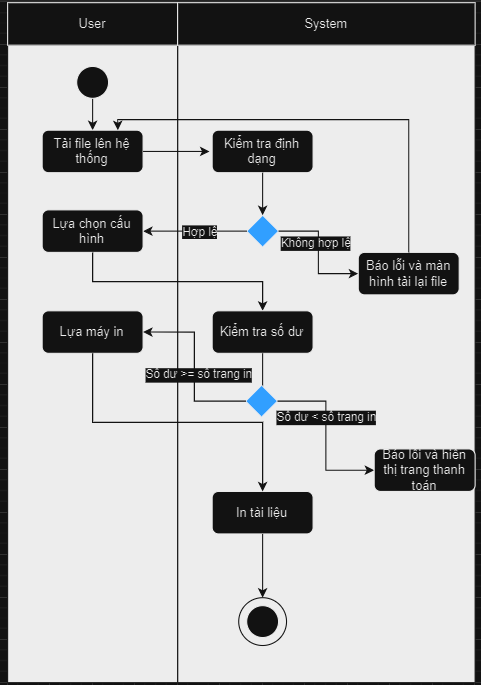 User
System
Tải file lên hệ
thống
Kiểm tra định
dạng
Lựa chọn cấu
hình
Hợp lệ
Không hợp lệ
Báo lỗi và màn
hình tải lại file
Lựa máy in
Kiểm tra số dư
Số dư >= số trang in
Số dư < số trang in
Báo lỗi và hiển
thị trang thanh
toán
In tài liệu